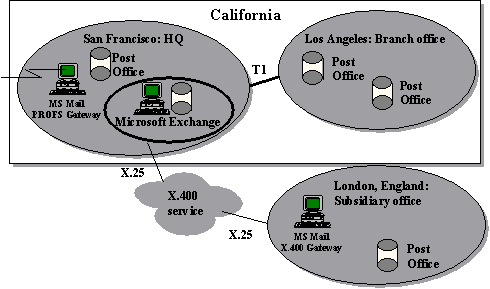 California
San Francisco: HQ
Post
Office
MS Mail
PROFS Gateway
Microsoft Exchange
T1
Los Angeles: Branch office
Post
Office
Post
Office
X.25
X.400
service
X.25
London, England:
Subsidiary office
MS Mail
X.400 Gateway
Post
Office